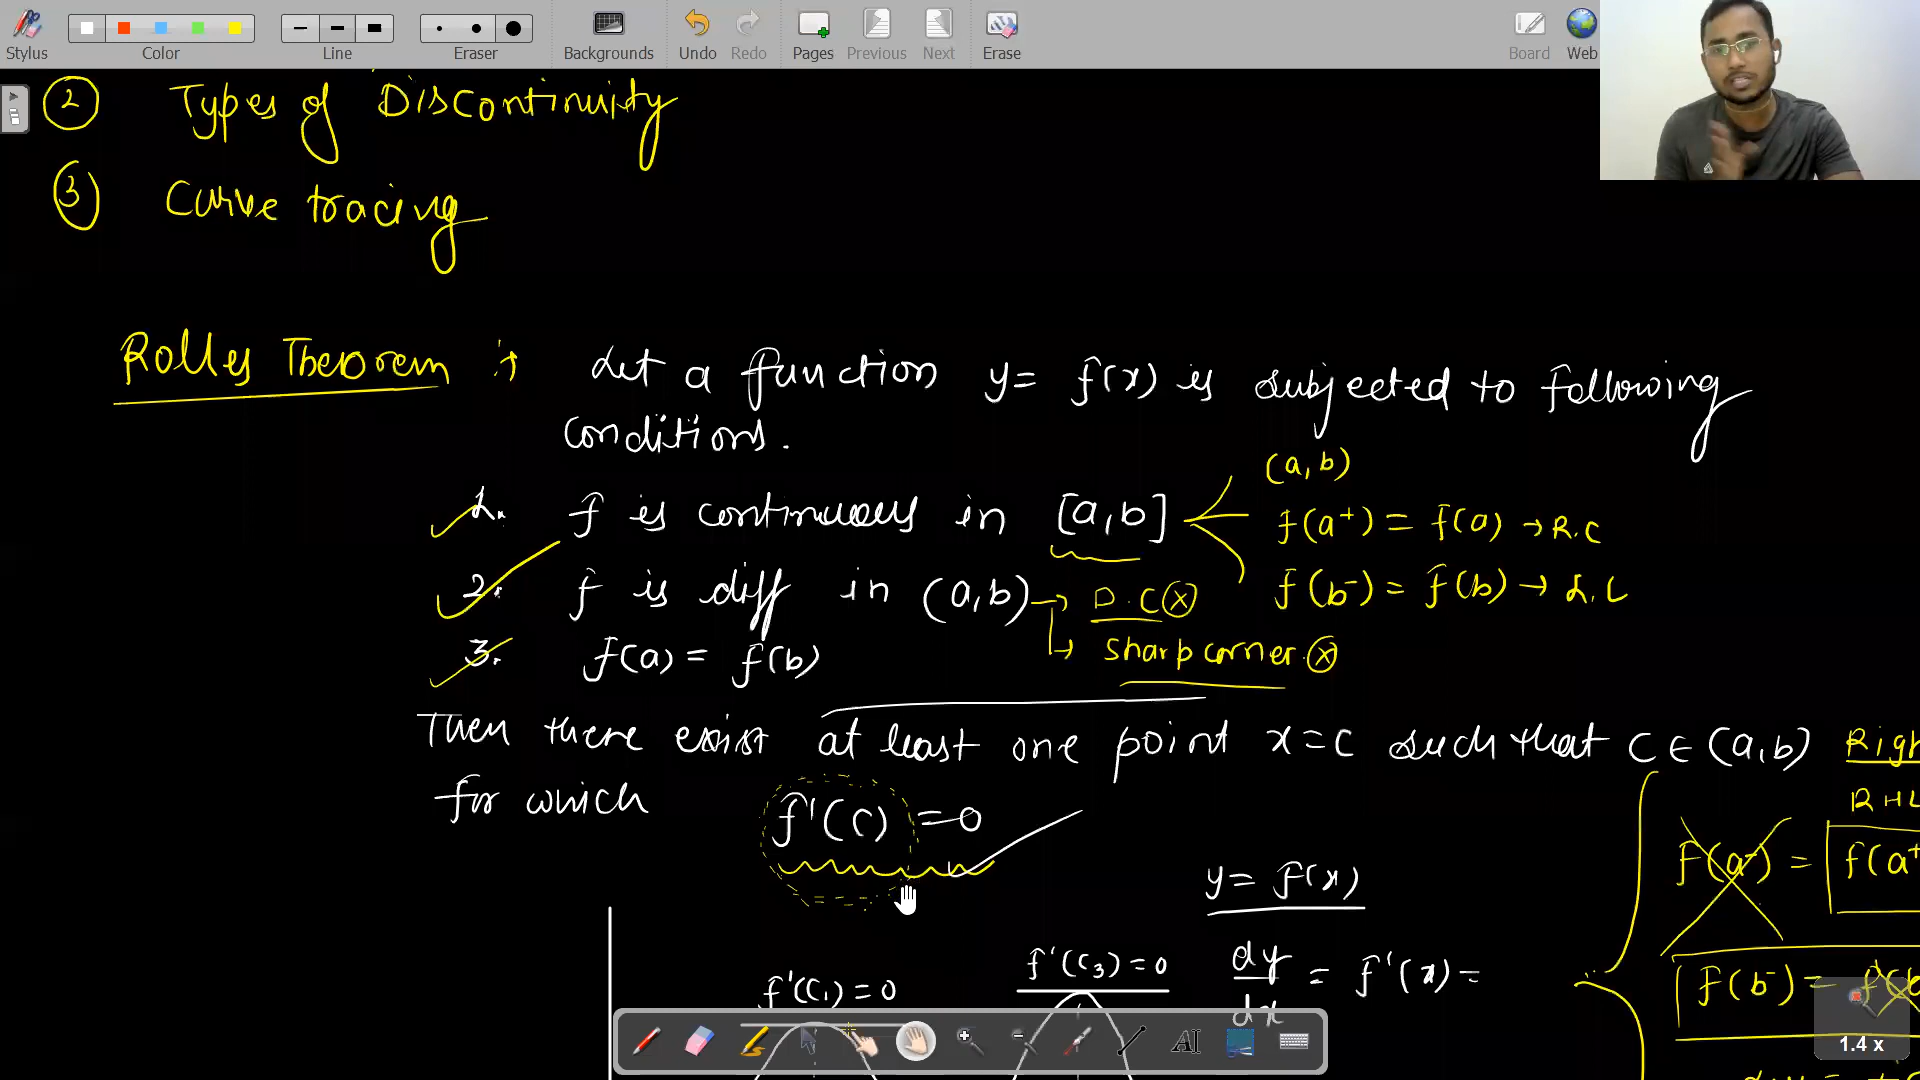 Stylus Color Line Eraser Backgrounds Undo Redo Pages Previous Next Erase Board Web
2 Types of Discontinuity
3 Curve tracing
Rolles Theorem :→ Let a function y = f(x) is subjected to following
conditions.
(a,b)
1. f is continuous in [a,b]
f(a⁺) = f(a) → R.C
2. f is diff in (a,b) → D.C ⊗
f(b⁻) = f(b) → L.C
→ Sharp corner ⊗
3. f(a) = f(b)
Then there exist at least one point x=c such that c ∈ (a,b)
for which f'(c) = 0
f(a⁻) = f(a⁺
y = f(x)
f(b⁻) =
f'(c₁) = 0
f'(c₃) = 0
dy/dx = f'(x) =
AI
1.4 x